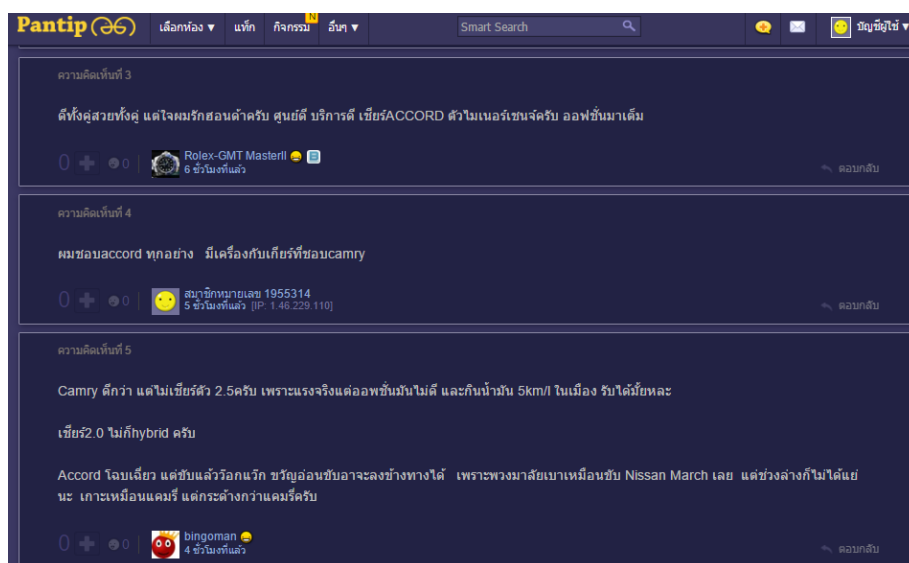 Pantip เลือกห้อง ▼ แท็ก กิจกรรม N อื่นๆ ▼ Smart Search บัญชีผู้ใช้ ▼
ความคิดเห็นที่ 3
ดีทั้งคู่สวยทั้งคู่ แต่ใจผมรักฮอนด้าครับ ศูนย์ดี บริการดี เชียร์ACCORD ตัวไมเนอร์เชนจ์ครับ ออฟชั่นมาเต็ม
0 + 0 Rolex-GMT MasterII
6 ชั่วโมงที่แล้ว
ตอบกลับ
ความคิดเห็นที่ 4
ผมชอบaccord ทุกอย่าง มีเครื่องกับเกียร์ที่ชอบcamry
0 + 0 สมาชิกหมายเลข 1955314
5 ชั่วโมงที่แล้ว [IP: 1.46.229.110]
ตอบกลับ
ความคิดเห็นที่ 5
Camry ดีกว่า แต่ไม่เชียร์ตัว 2.5ครับ เพราะแรงจริงแต่ออพชั่นมันไม่ดี และกินน้ำมัน 5km/l ในเมือง รับได้มั้ยหละ
เชียร์2.0 ไม่ก็hybrid ครับ
Accord โฉบเฉี่ยว แต่ขับแล้ววอกแว๊ก ขวัญอ่อนขับอาจจะลงข้างทางได้ เพราะพวงมาลัยเบาเหมือนขับ Nissan March เลย แต่ช่วงล่างก็ไม่ได้แย่
นะ เกาะเหมือนแคมรี่ แต่กระด้างกว่าแคมรี่ครับ
0 + 0 bingoman
4 ชั่วโมงที่แล้ว
ตอบกลับ